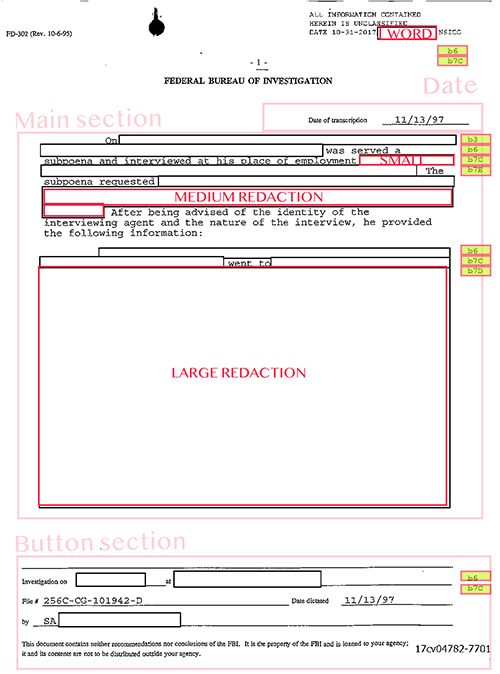 ALL INFORMATION CONTAINED
FD-302 (Rev. 10-6-95)
HEREIN IS UNCLASSIFIED
DATE 10-31-2017 WORD NSICG
b6
b7C
- 1 -
FEDERAL BUREAU OF INVESTIGATION
Date
Main section
Date of transcription 11/13/97
On
b3
was served a
b6
subpoena and interviewed at his place of employment SMALL
b7C
The
b7E
subpoena requested
MEDIUM REDACTION
After being advised of the identity of the
interviewing agent and the nature of the interview, he provided
the following information:
b6
went to
b7C
b7D
LARGE REDACTION
Button section
Investigation on at
b6
b7C
File # 256C-CG-101942-D Date dictated 11/13/97
by SA
This document contains neither recommendations nor conclusions of the FBI. It is the property of the FBI and is loaned to your agency;
it and its contents are not to be distributed outside your agency.
17cv04782-7701